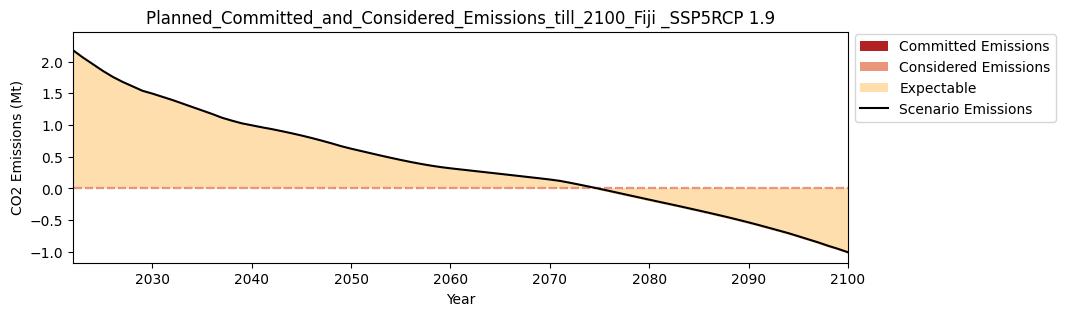 Planned_Committed_and_Considered_Emissions_till_2100_Fiji _SSP5RCP 1.9
Committed Emissions
Considered Emissions
Expectable
Scenario Emissions
CO2 Emissions (Mt)
2.0
1.5
1.0
0.5
0.0
−0.5
−1.0
2030 2040 2050 2060 2070 2080 2090 2100
Year